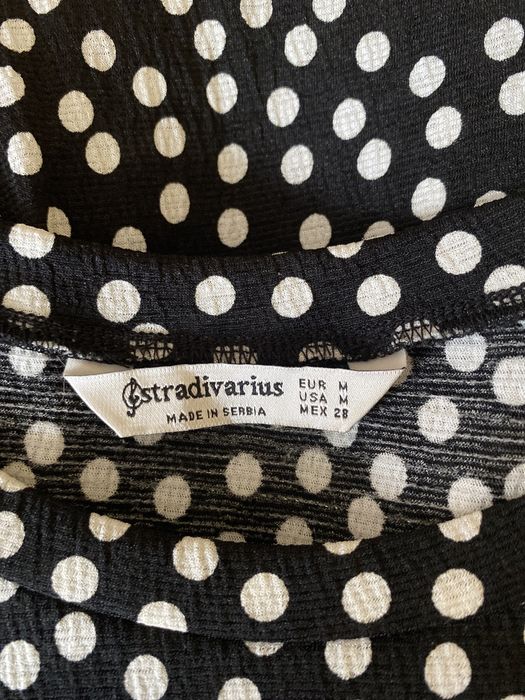 stradivarius
MADE IN SERBIA
EUR M
USA M
MEX 28